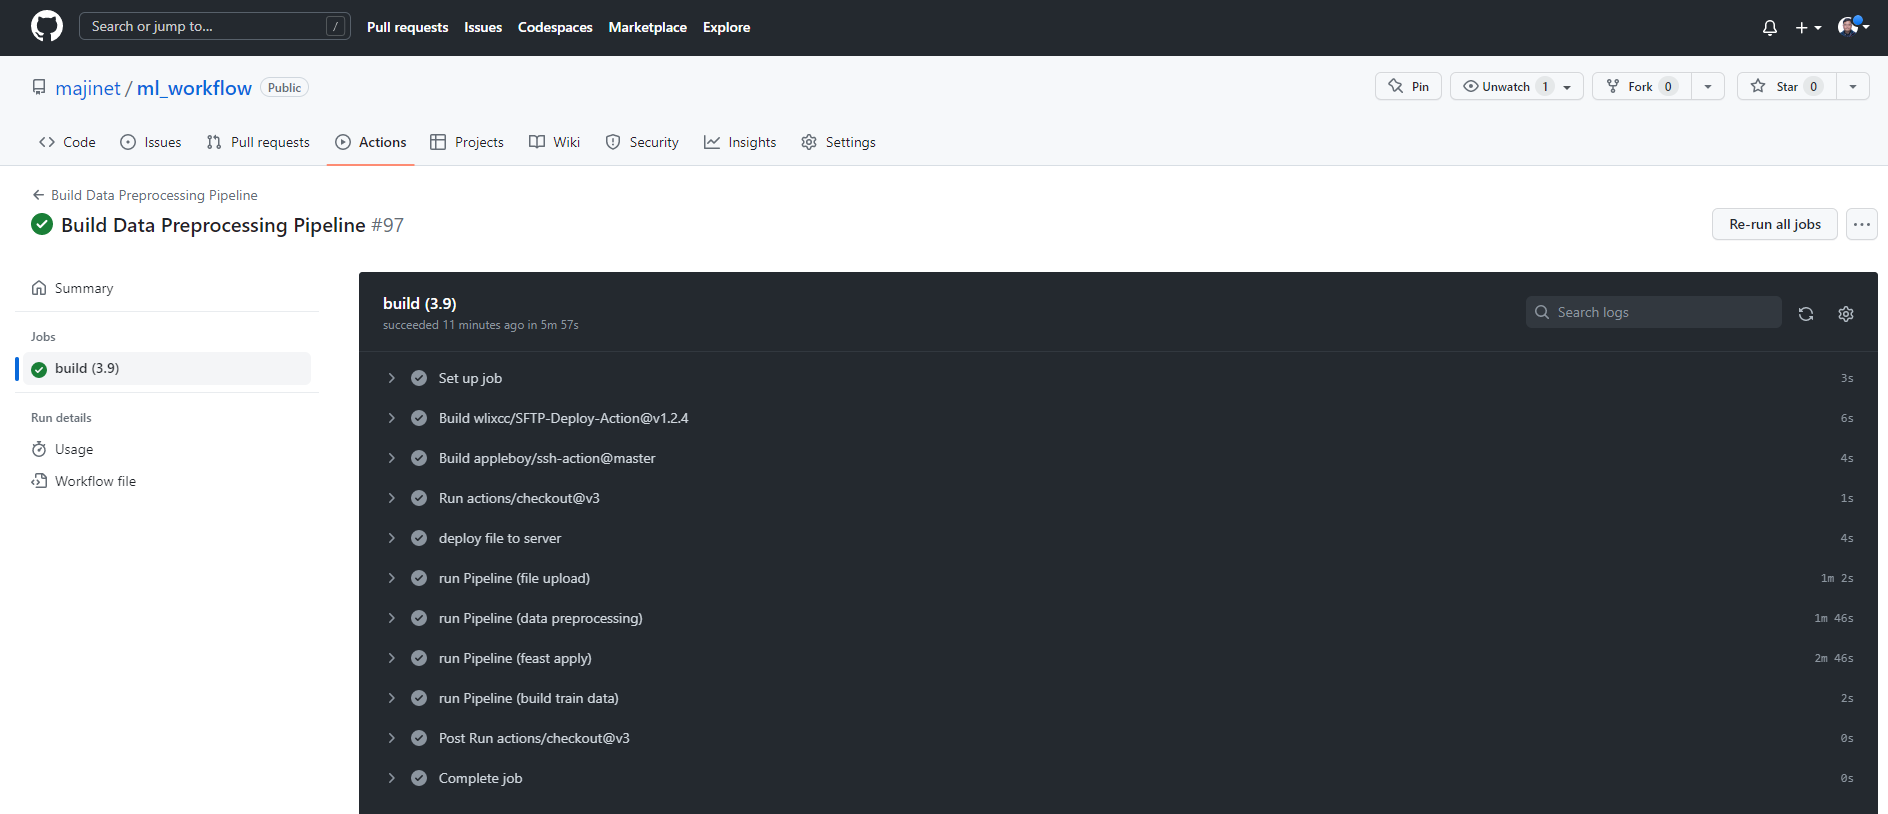 Search or jump to... / Pull requests Issues Codespaces Marketplace Explore
majinet / ml_workflow Public Pin Unwatch 1 Fork 0 Star 0
Code Issues Pull requests Actions Projects Wiki Security Insights Settings
Build Data Preprocessing Pipeline
Build Data Preprocessing Pipeline #97
Re-run all jobs
Summary
Jobs
build (3.9)
Run details
Usage
Workflow file
build (3.9)
succeeded 11 minutes ago in 5m 57s
Search logs
Set up job 3s
Build wlixcc/SFTP-Deploy-Action@v1.2.4 6s
Build appleboy/ssh-action@master 4s
Run actions/checkout@v3 1s
deploy file to server 4s
run Pipeline (file upload) 1m 2s
run Pipeline (data preprocessing) 1m 46s
run Pipeline (feast apply) 2m 46s
run Pipeline (build train data) 2s
Post Run actions/checkout@v3 0s
Complete job 0s